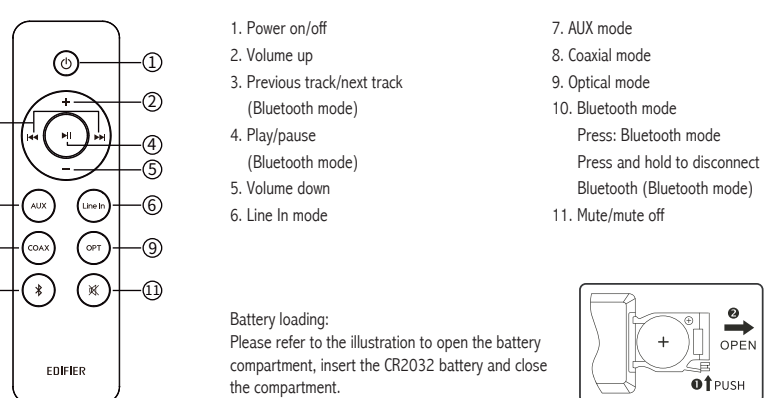 1
+
2
4
−
5
AUX
Line In
6
COAX
OPT
9
11
EDIFIER
1. Power on/off
2. Volume up
3. Previous track/next track
(Bluetooth mode)
4. Play/pause
(Bluetooth mode)
5. Volume down
6. Line In mode
7. AUX mode
8. Coaxial mode
9. Optical mode
10. Bluetooth mode
Press: Bluetooth mode
Press and hold to disconnect
Bluetooth (Bluetooth mode)
11. Mute/mute off
Battery loading:
Please refer to the illustration to open the battery
compartment, insert the CR2032 battery and close
the compartment.
+
2
OPEN
1 PUSH